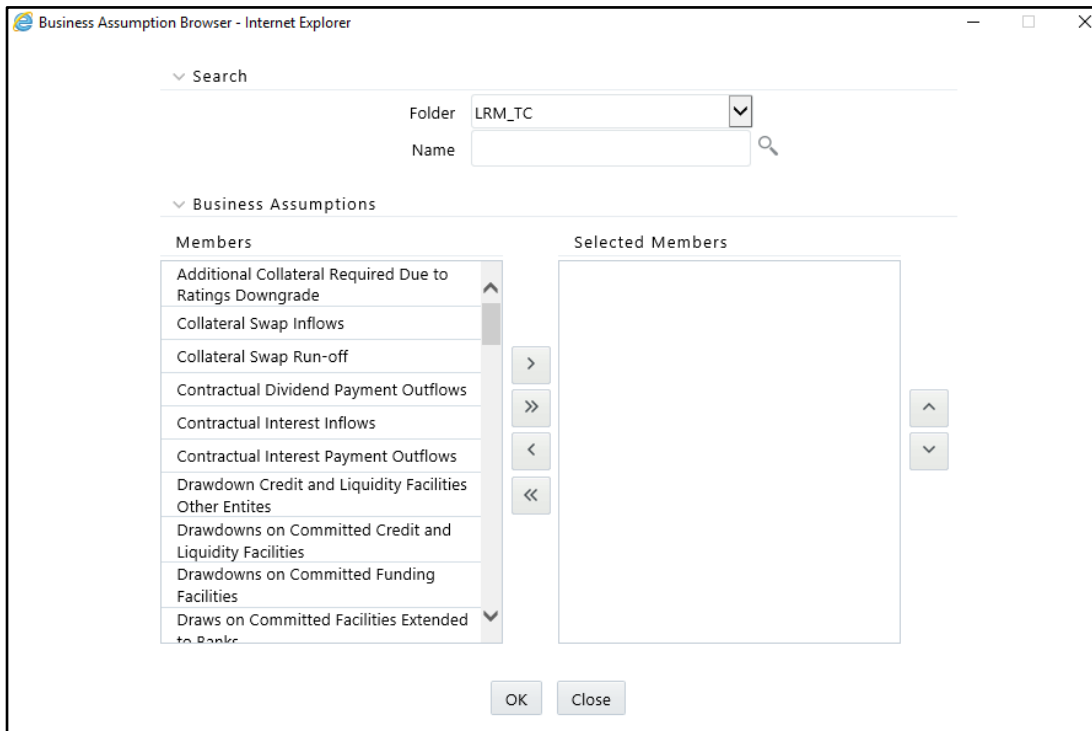 Business Assumption Browser - Internet Explorer
Search
Folder LRM_TC
Name
Business Assumptions
Members Selected Members
Additional Collateral Required Due to
Ratings Downgrade
Collateral Swap Inflows
Collateral Swap Run-off
Contractual Dividend Payment Outflows
Contractual Interest Inflows
Contractual Interest Payment Outflows
Drawdown Credit and Liquidity Facilities
Other Entites
Drawdowns on Committed Credit and
Liquidity Facilities
Drawdowns on Committed Funding
Facilities
Draws on Committed Facilities Extended
to Banks
OK Close